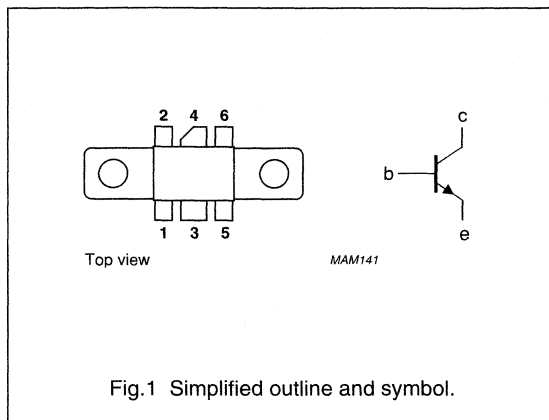 2 4 6
c
b
1 3 5
e
Top view
MAM141
Fig.1 Simplified outline and symbol.